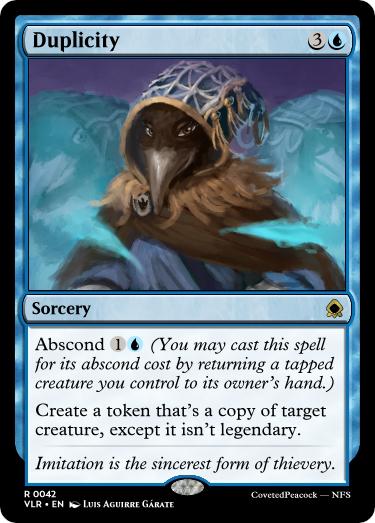 Duplicity 3
Sorcery
Abscond 1 (You may cast this spell
for its abscond cost by returning a tapped
creature you control to its owner's hand.)
Create a token that's a copy of target
creature, except it isn't legendary.
Imitation is the sincerest form of thievery.
R 0042
VLR • EN Luis Aguirre Gárate
CovetedPeacock — NFS